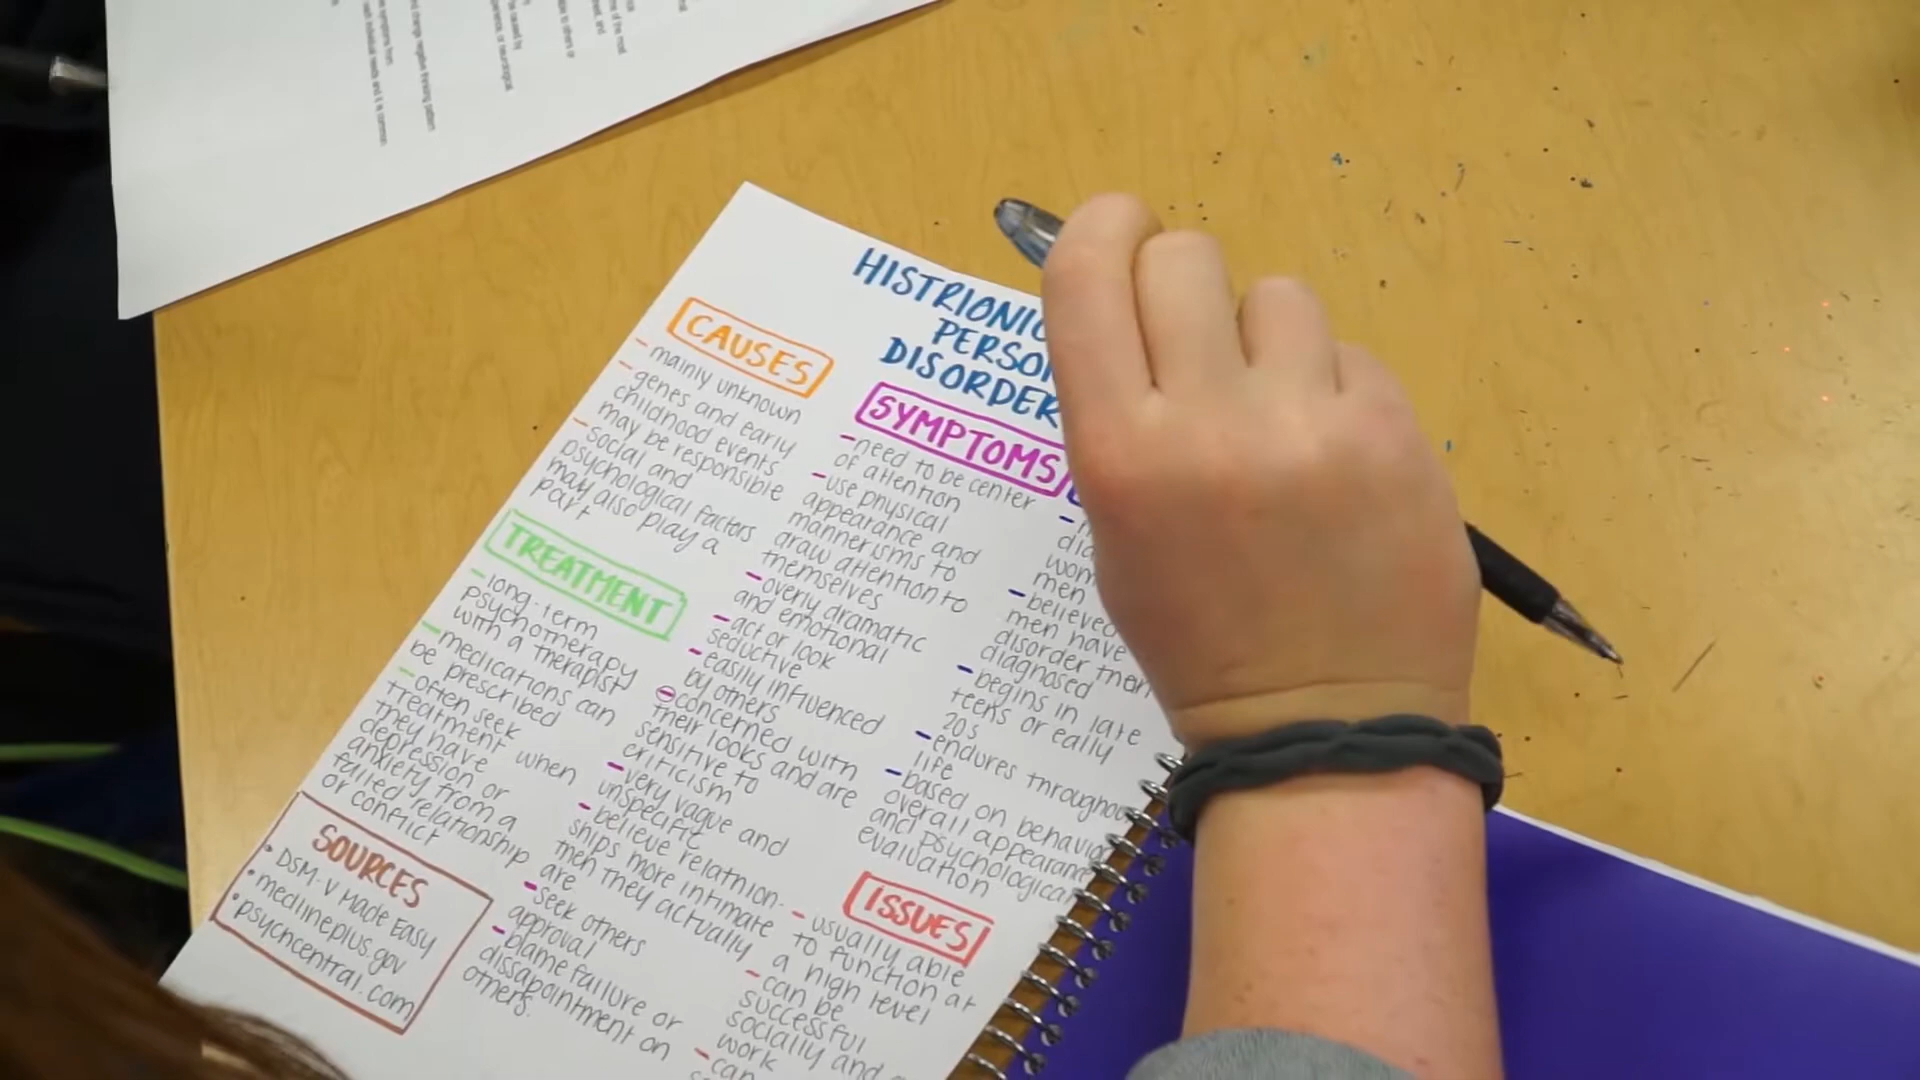 HISTRIONIC
PERSON
DISORDER
CAUSES
- mainly unknown
- genes and early
childhood events
may be responsible
- social and
psychological factors
may also play a
part
TREATMENT
- long-term
psychotherapy
with a therapist
- medications can
be prescribed
- often seek
treatment when
they have
depression or
anxiety from a
failed relationship
or conflict
SOURCES
• DSM-V Made Easy
• medlineplus.gov
• psychcentral.com
SYMPTOMS
- need to be center
of attention
- use physical
appearance and
mannerisms to
draw attention to
themselves
- overly dramatic
and emotional
- act or look
seductive
- easily influenced
by others
- concerned with
their looks and are
sensitive to
criticism
- very vague and
unspecific
- believe relathion-
ships more intimate
then they actually
are
- seek others
approval
- blame failure or
dissapointment on
others.
men
- believed
men have
disorder than
diagnosed
- begins in late
teens or eally
20s
- endures throughou
life
- based on behavio
overall appearance
and psychological
evaluation
ISSUES
- usually able
to function at
a high level
- can be
successful
socially and
work
- can